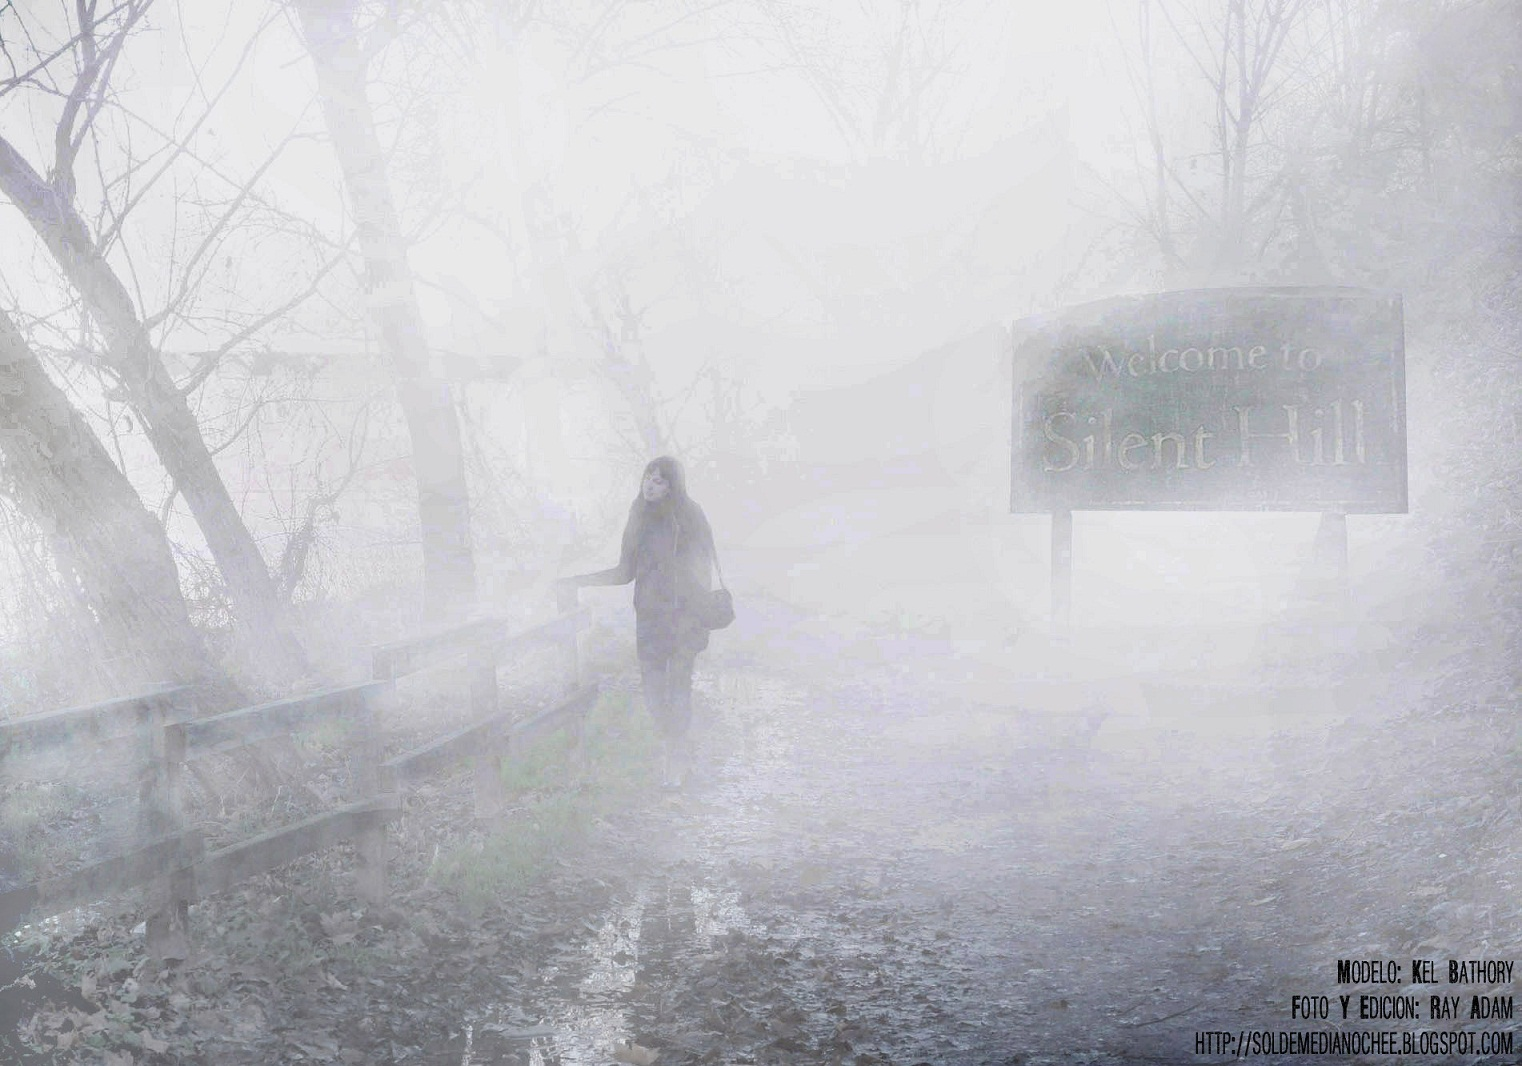 Welcome to
Silent Hill
MODELO: KEL BATHORY
FOTO Y EDICION: RAY ADAM
HTTP://SOLDEMEDIANOCHEE.BLOGSPOT.COM